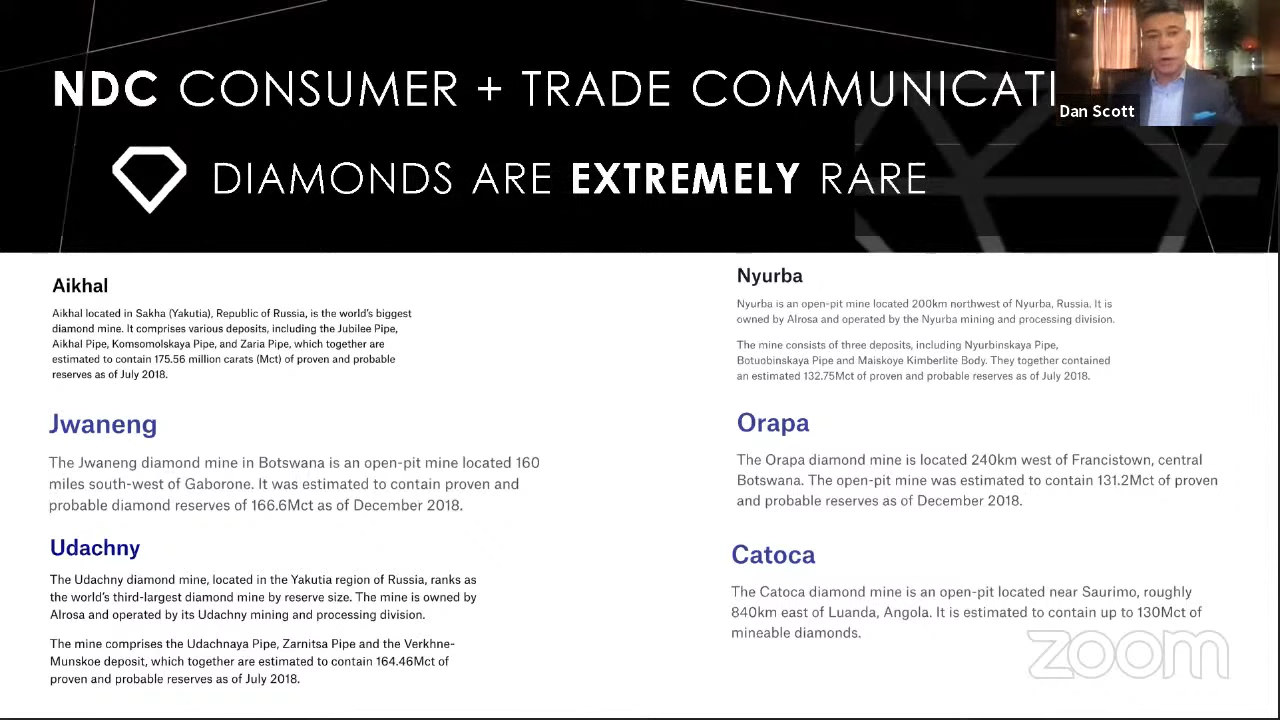 NDC CONSUMER + TRADE COMMUNICATI
Dan Scott
DIAMONDS ARE EXTREMELY RARE
Aikhal
Aikhal located in Sakha (Yakutia), Republic of Russia, is the world's biggest
diamond mine. It comprises various deposits, including the Jubilee Pipe,
Aikhal Pipe, Komsomolskaya Pipe, and Zaria Pipe, which together are
estimated to contain 175.56 million carats (Mct) of proven and probable
reserves as of July 2018.
Jwaneng
The Jwaneng diamond mine in Botswana is an open-pit mine located 160
miles south-west of Gaborone. It was estimated to contain proven and
probable diamond reserves of 166.6Mct as of December 2018.
Udachny
The Udachny diamond mine, located in the Yakutia region of Russia, ranks as
the world's third-largest diamond mine by reserve size. The mine is owned by
Alrosa and operated by its Udachny mining and processing division.
The mine comprises the Udachnaya Pipe, Zarnitsa Pipe and the Verkhne-
Munskoe deposit, which together are estimated to contain 164.46Mct of
proven and probable reserves as of July 2018.
Nyurba
Nyurba is an open-pit mine located 200km northwest of Nyurba, Russia. It is
owned by Alrosa and operated by the Nyurba mining and processing division.
The mine consists of three deposits, including Nyurbinskaya Pipe,
Botuobinskaya Pipe and Maiskoye Kimberlite Body. They together contained
an estimated 132.75Mct of proven and probable reserves as of July 2018.
Orapa
The Orapa diamond mine is located 240km west of Francistown, central
Botswana. The open-pit mine was estimated to contain 131.2Mct of proven
and probable reserves as of December 2018.
Catoca
The Catoca diamond mine is an open-pit located near Saurimo, roughly
840km east of Luanda, Angola. It is estimated to contain up to 130Mct of
mineable diamonds.
zoom